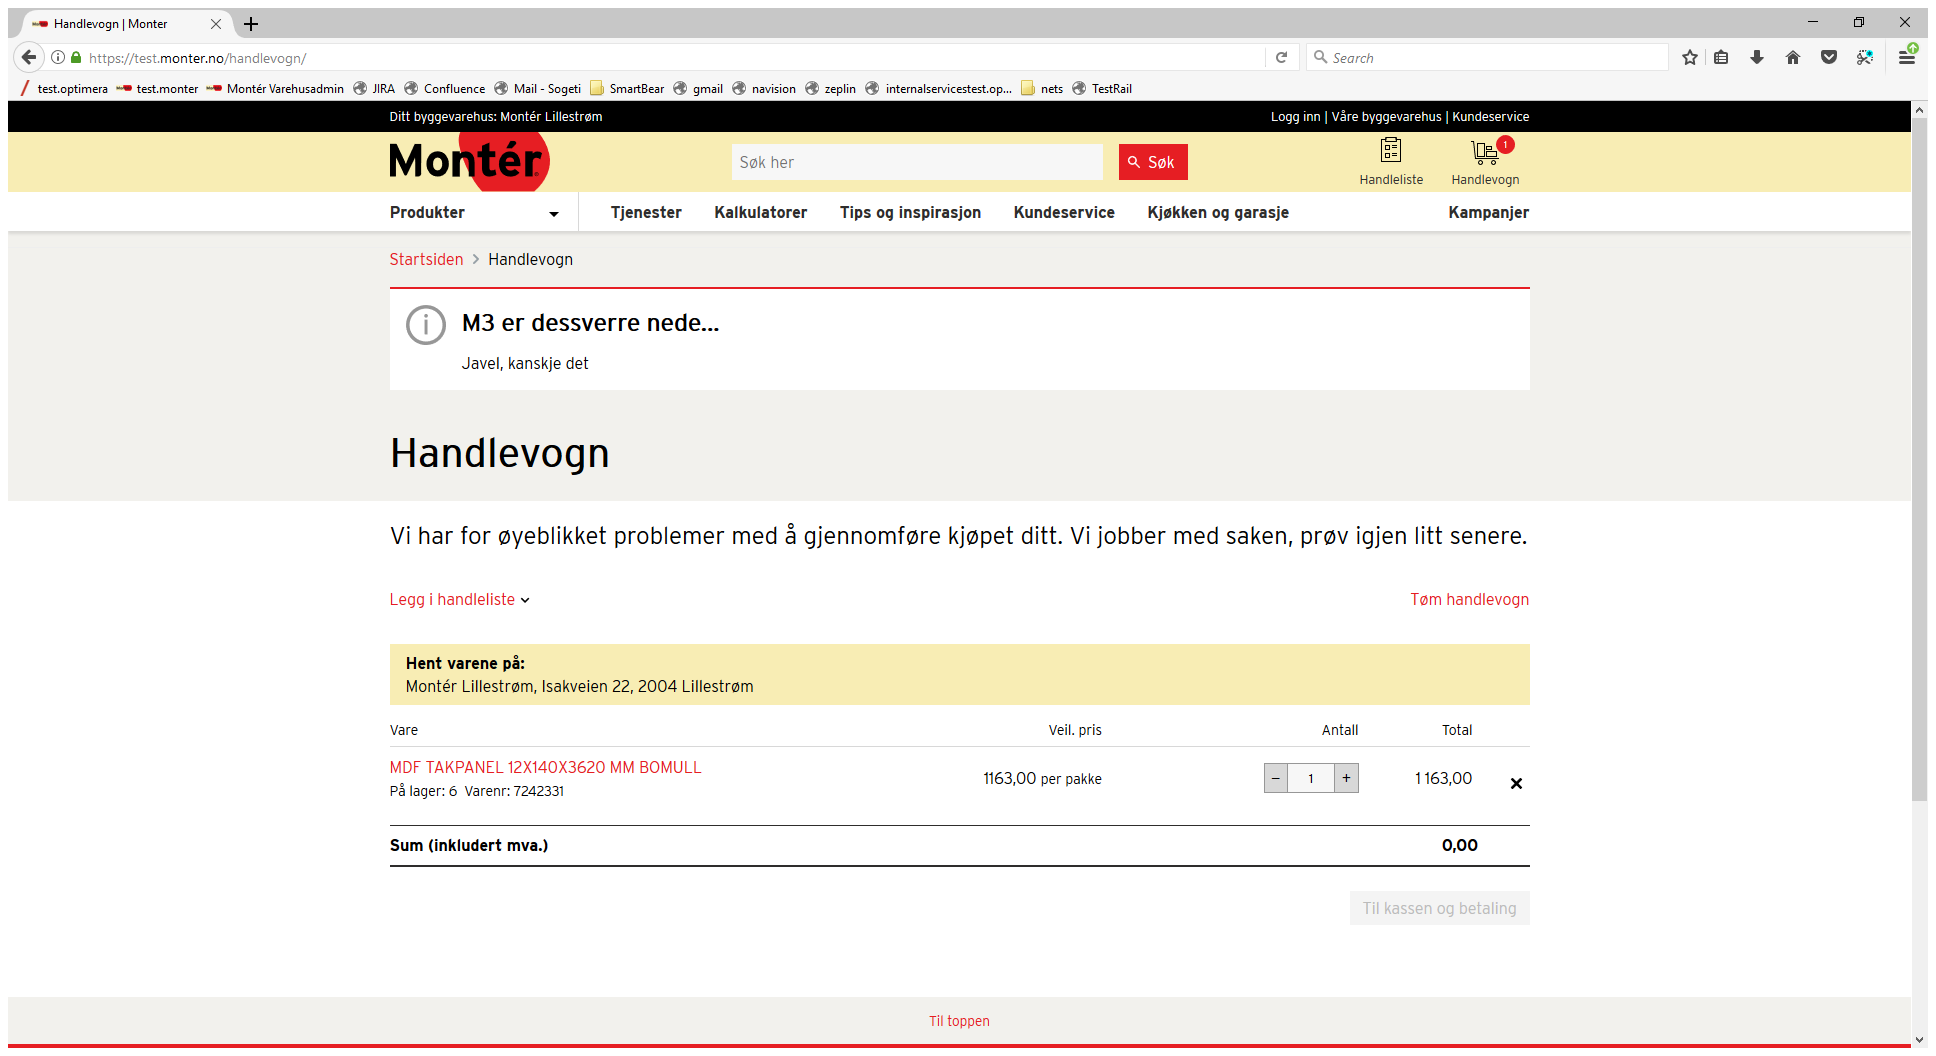 Handlevogn | Monter
https://test.monter.no/handlevogn/
Search
test.optimera test.monter Montér Varehusadmin JIRA Confluence Mail - Sogeti SmartBear gmail navision zeplin internalservicestest.op... nets TestRail
Ditt byggevarehus: Montér Lillestrøm
Logg inn | Våre byggevarehus | Kundeservice
Montér
Søk her
Søk
Handleliste
1
Handlevogn
Produkter Tjenester Kalkulatorer Tips og inspirasjon Kundeservice Kjøkken og garasje Kampanjer
Startsiden > Handlevogn
M3 er dessverre nede...
Javel, kanskje det
Handlevogn
Vi har for øyeblikket problemer med å gjennomføre kjøpet ditt. Vi jobber med saken, prøv igjen litt senere.
Legg i handleliste
Tøm handlevogn
Hent varene på:
Montér Lillestrøm, Isakveien 22, 2004 Lillestrøm
Vare Veil. pris Antall Total
MDF TAKPANEL 12X140X3620 MM BOMULL
1163,00 per pakke − 1 + 1 163,00
På lager: 6 Varenr: 7242331
Sum (inkludert mva.) 0,00
Til kassen og betaling
Til toppen